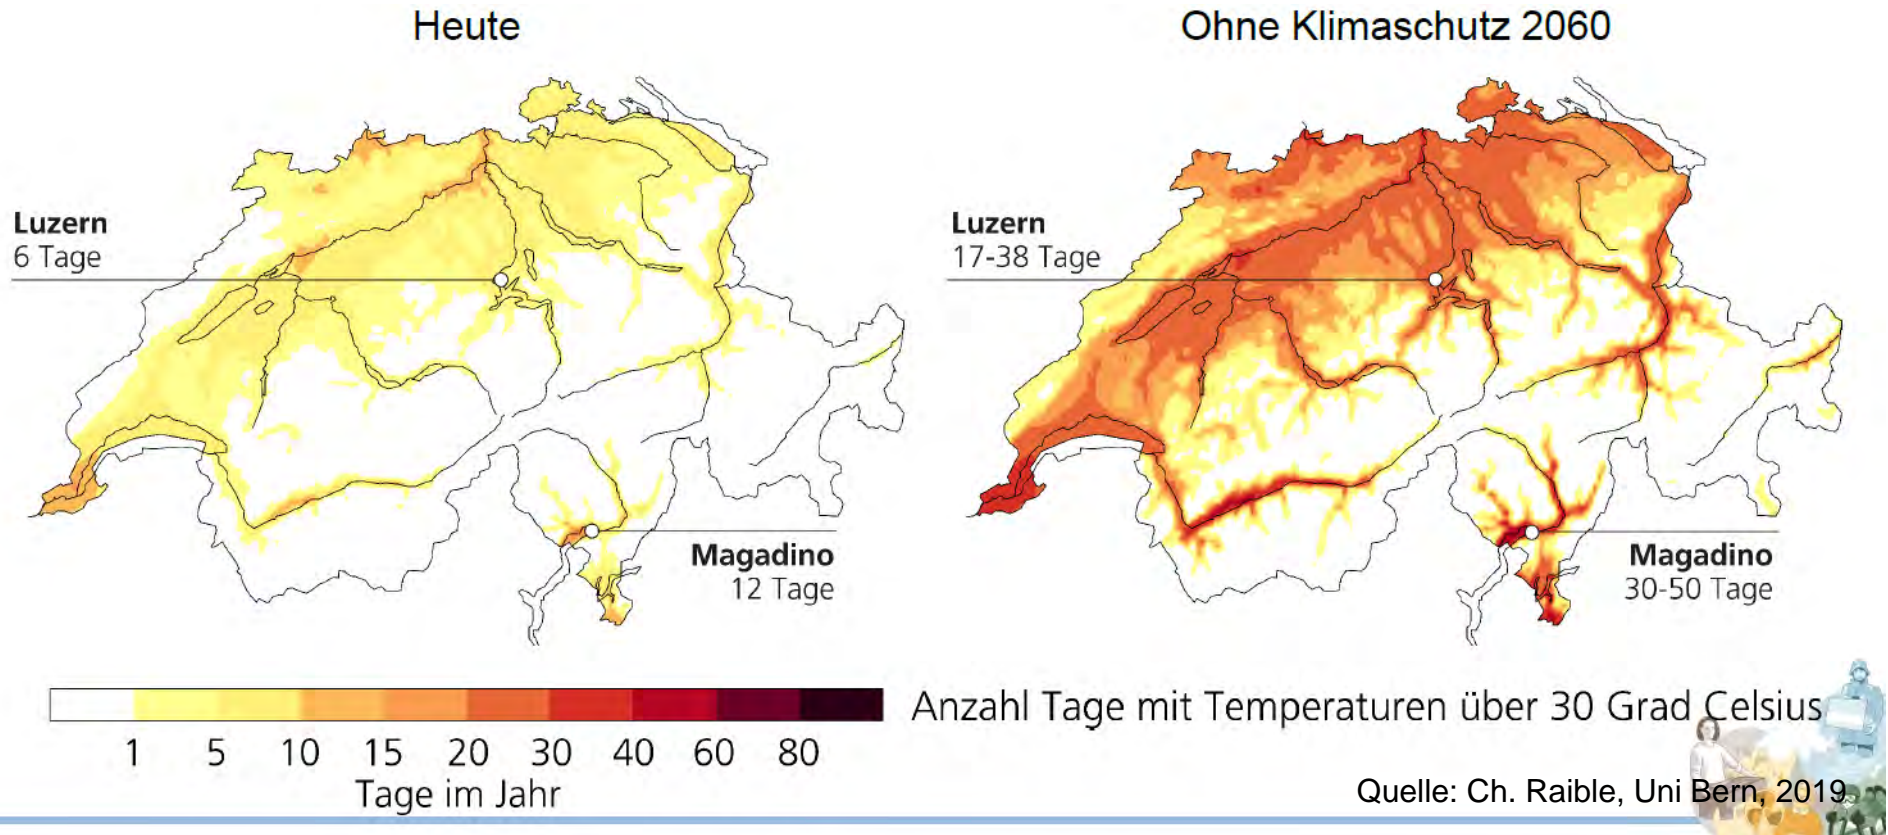 Heute
Ohne Klimaschutz 2060
Luzern
6 Tage
Luzern
17-38 Tage
Magadino
12 Tage
Magadino
30-50 Tage
Anzahl Tage mit Temperaturen über 30 Grad Celsius
1 5 10 15 20 30 40 60 80
Tage im Jahr
Quelle: Ch. Raible, Uni Bern, 2019